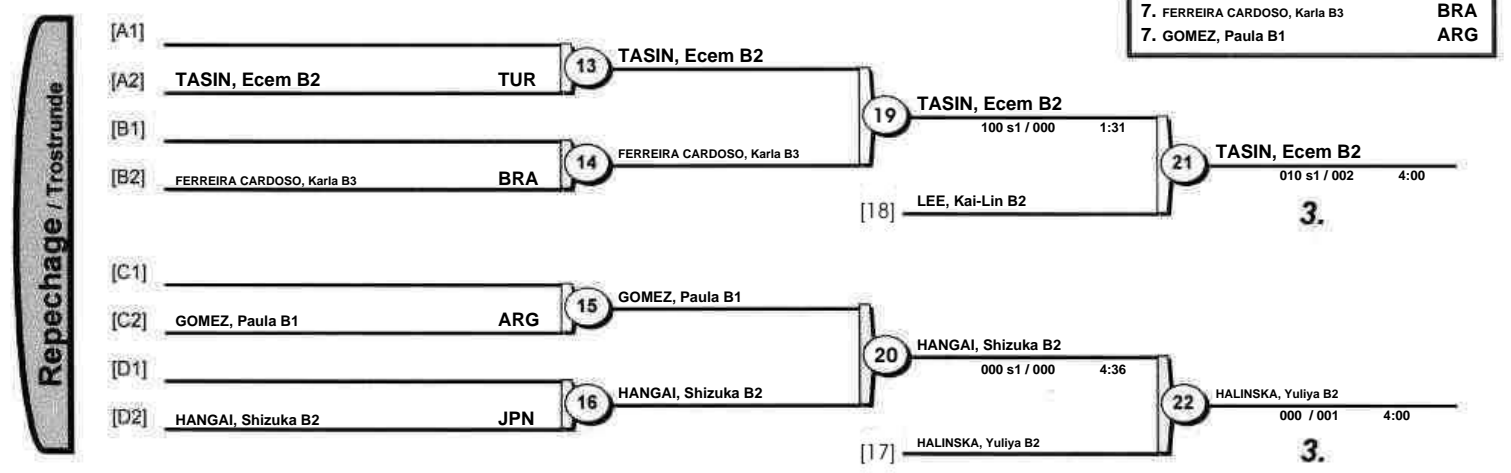 7. FERREIRA CARDOSO, Karla B3 BRA
7. GOMEZ, Paula B1 ARG
Repechage / Trostrunde
[A1]
[A2] TASIN, Ecem B2 TUR
13 TASIN, Ecem B2
[B1]
[B2] FERREIRA CARDOSO, Karla B3 BRA
14 FERREIRA CARDOSO, Karla B3
19 TASIN, Ecem B2
100 s1 / 000 1:31
[18] LEE, Kai-Lin B2
21 TASIN, Ecem B2
010 s1 / 002 4:00
3.
[C1]
[C2] GOMEZ, Paula B1 ARG
15 GOMEZ, Paula B1
[D1]
[D2] HANGAI, Shizuka B2 JPN
16 HANGAI, Shizuka B2
20 HANGAI, Shizuka B2
000 s1 / 000 4:36
[17] HALINSKA, Yuliya B2
22 HALINSKA, Yuliya B2
000 / 001 4:00
3.